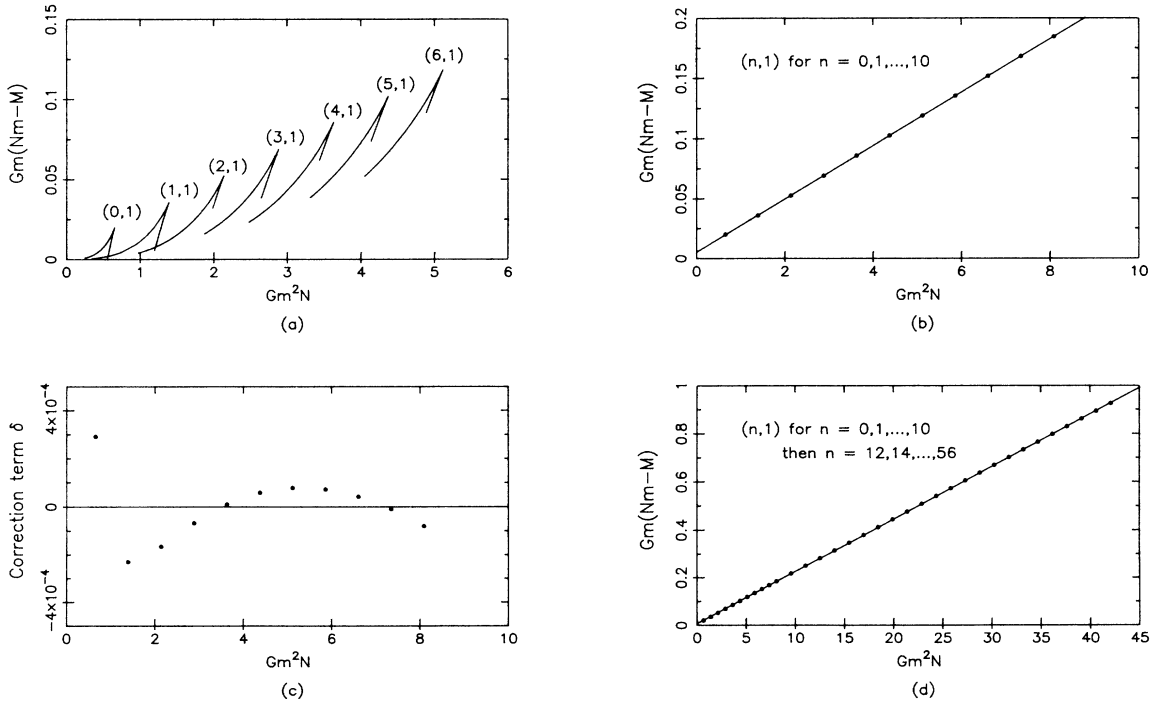 0.15
0.1
0.05
0
Gm(Nm−M)
(0,1)
(1,1)
(2,1)
(3,1)
(4,1)
(5,1)
(6,1)
0 1 2 3 4 5 6
Gm²N
(a)
0.2
0.15
0.1
0.05
0
Gm(Nm−M)
(n,1) for n = 0,1,...,10
0 2 4 6 8 10
Gm²N
(b)
4×10⁻⁴
0
−4×10⁻⁴
Correction term δ
0 2 4 6 8 10
Gm²N
(c)
1
0.8
0.6
0.4
0.2
0
Gm(Nm−M)
(n,1) for n = 0,1,...,10
then n = 12,14,...,56
0 5 10 15 20 25 30 35 40 45
Gm²N
(d)